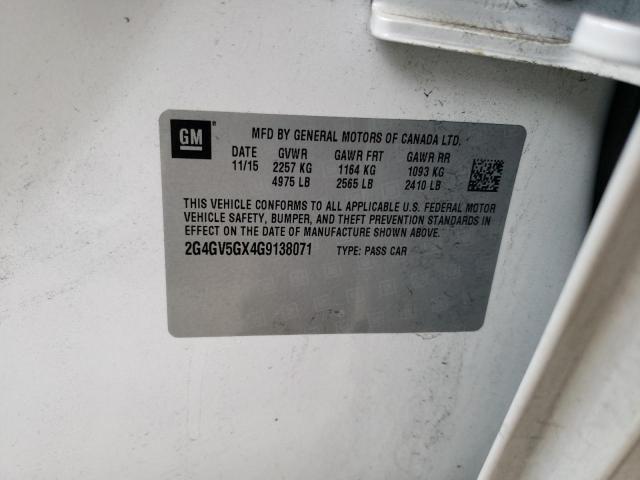 GM®
MFD BY GENERAL MOTORS OF CANADA LTD.
DATE GVWR GAWR FRT GAWR RR
11/15 2257 KG 1164 KG 1093 KG
4975 LB 2565 LB 2410 LB
THIS VEHICLE CONFORMS TO ALL APPLICABLE U.S. FEDERAL MOTOR
VEHICLE SAFETY, BUMPER, AND THEFT PREVENTION STANDARDS IN
EFFECT ON THE DATE OF MANUFACTURE SHOWN ABOVE.
2G4GV5GX4G9138071 TYPE: PASS CAR